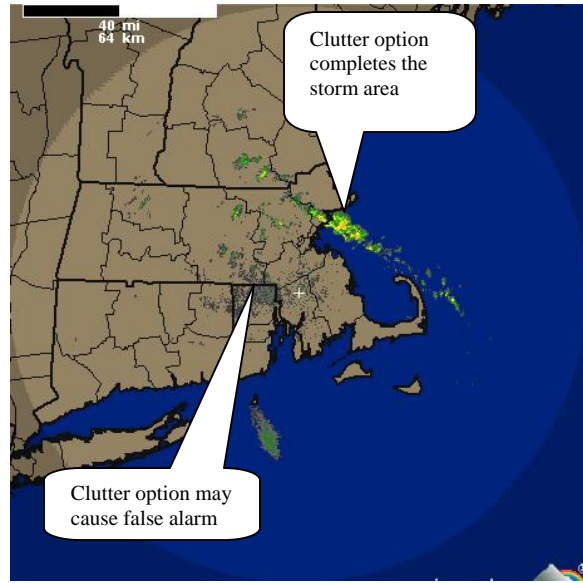 40 mi
64 km
Clutter option
completes the
storm area
Clutter option may
cause false alarm